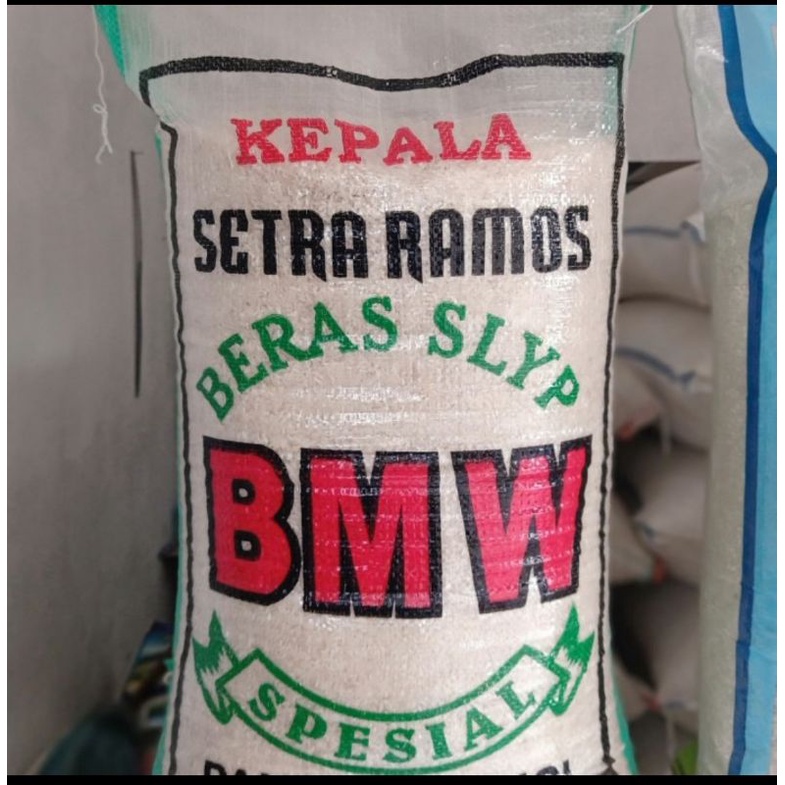 KEPALA
SETRA RAMOS
BERAS SLYP
BMW
SPESIAL